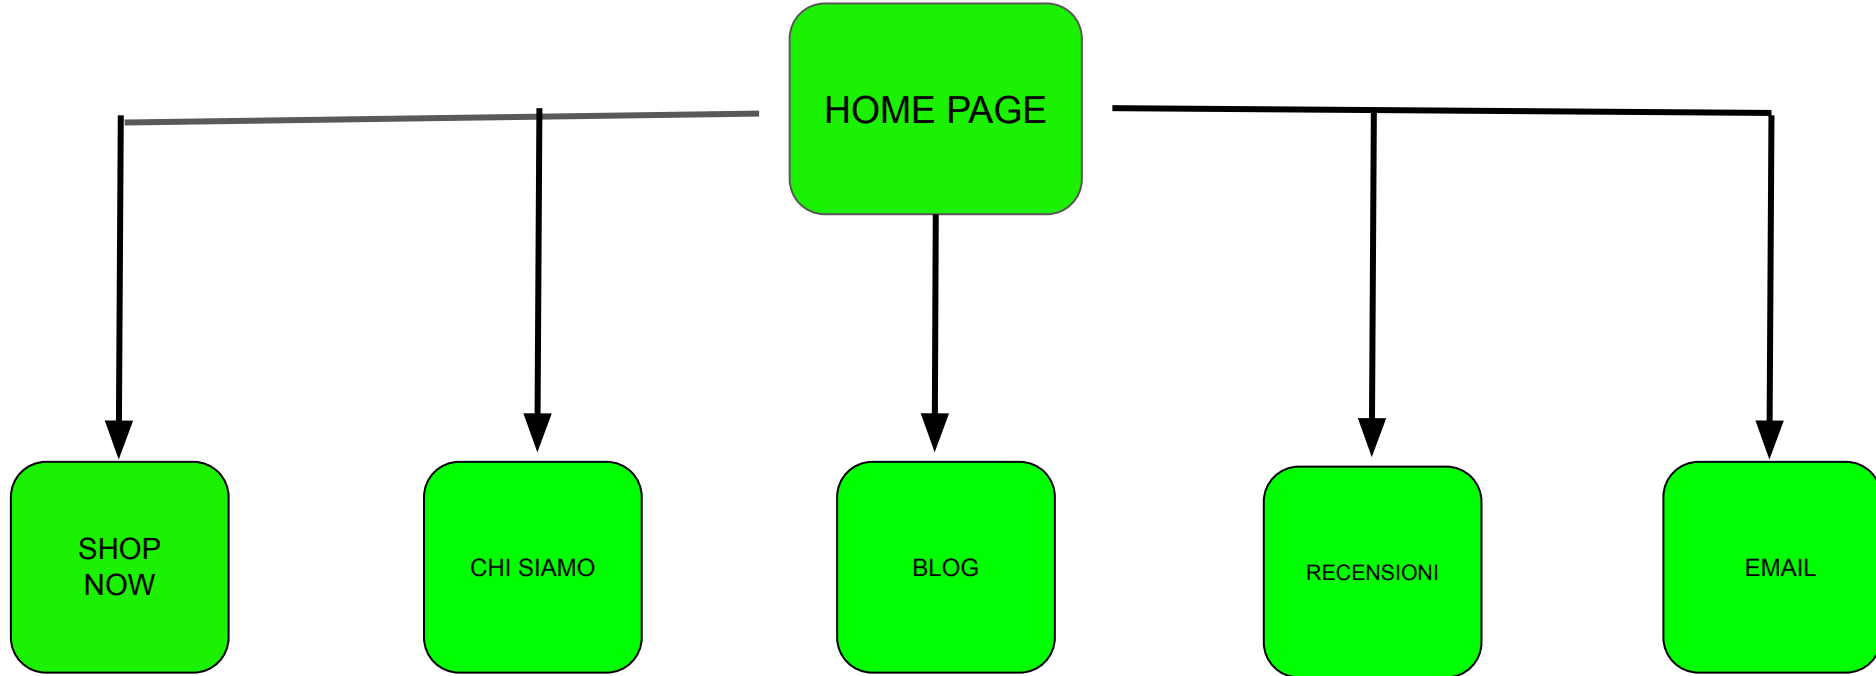 HOME PAGE
SHOP
NOW
CHI SIAMO
BLOG
RECENSIONI
EMAIL